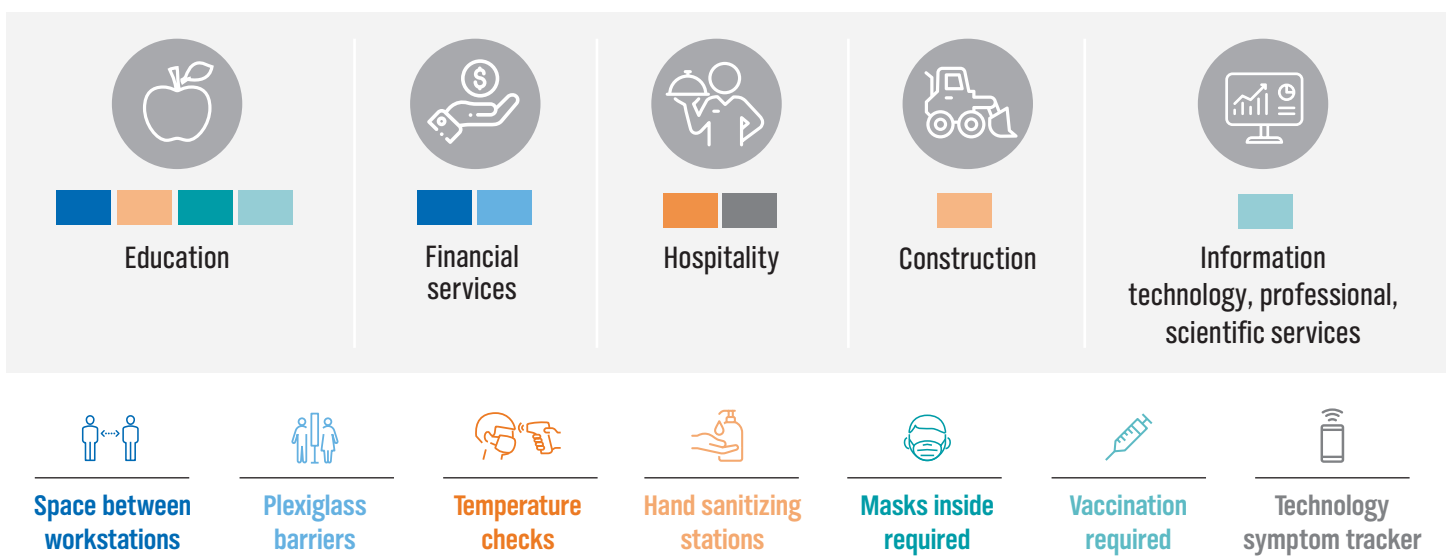 $
Education
Financial
services
Hospitality
Construction
Information
technology, professional,
scientific services
Space between
workstations
Plexiglass
barriers
Temperature
checks
Hand sanitizing
stations
Masks inside
required
Vaccination
required
Technology
symptom tracker